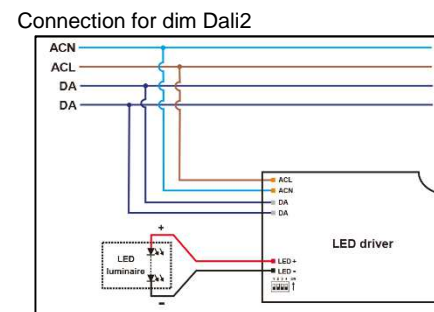 Connection for dim Dali2
ACN
ACL
DA
DA
ACL
ACN
DA
DA
LED driver
+
LED
luminaire
-
LED +
LED -